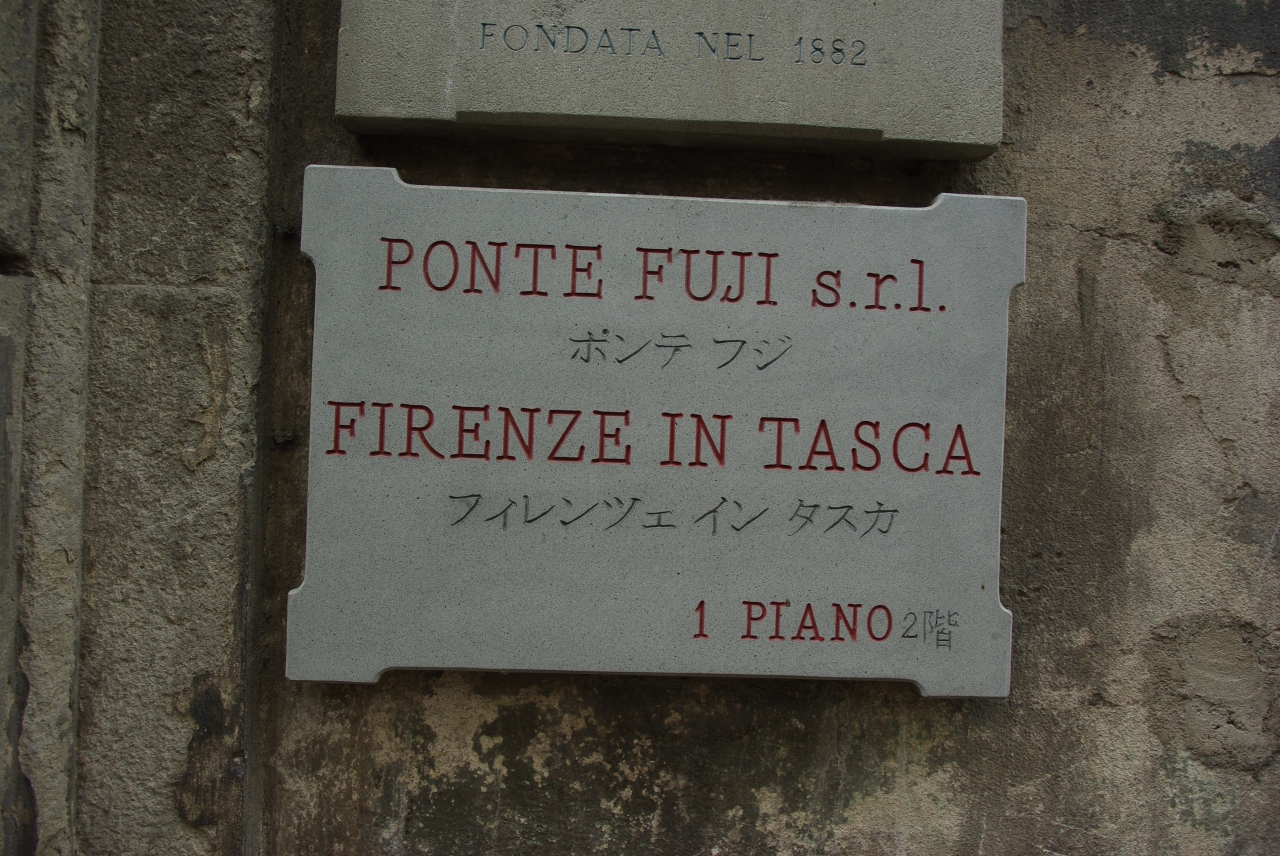 FONDATA NEL 1882
PONTE FUJI s.r.l.
ポンテ フジ
FIRENZE IN TASCA
フィレンツェ イン タスカ
1 PIANO 2階